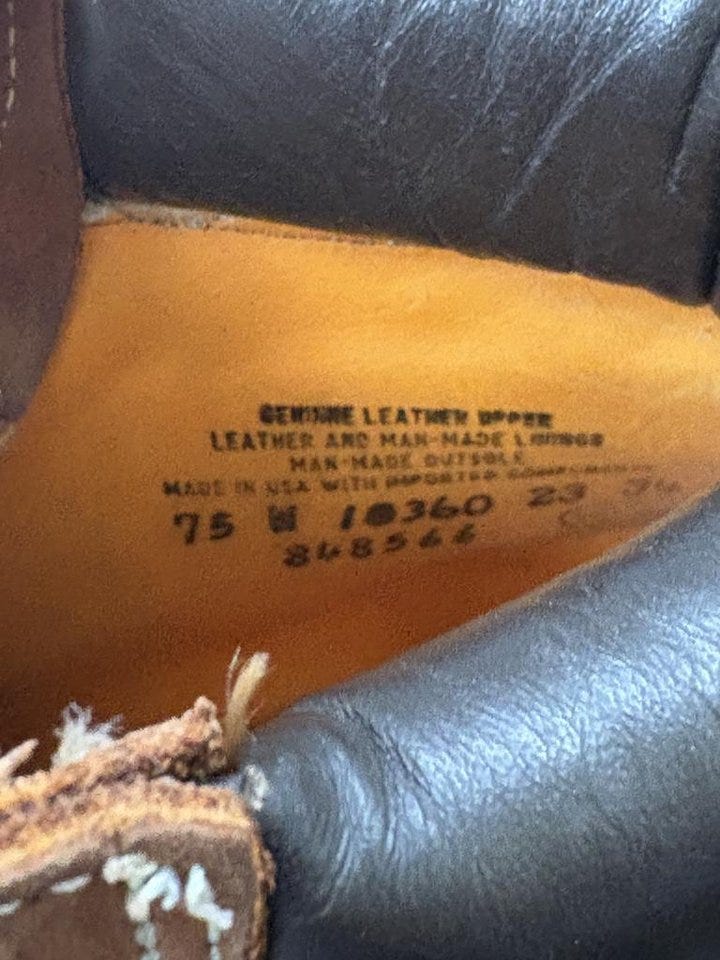 GENUINE LEATHER UPPER
LEATHER AND MAN-MADE LININGS
MAN-MADE OUTSOLE
MADE IN USA WITH IMPORTED
75 W 10360 23
848566